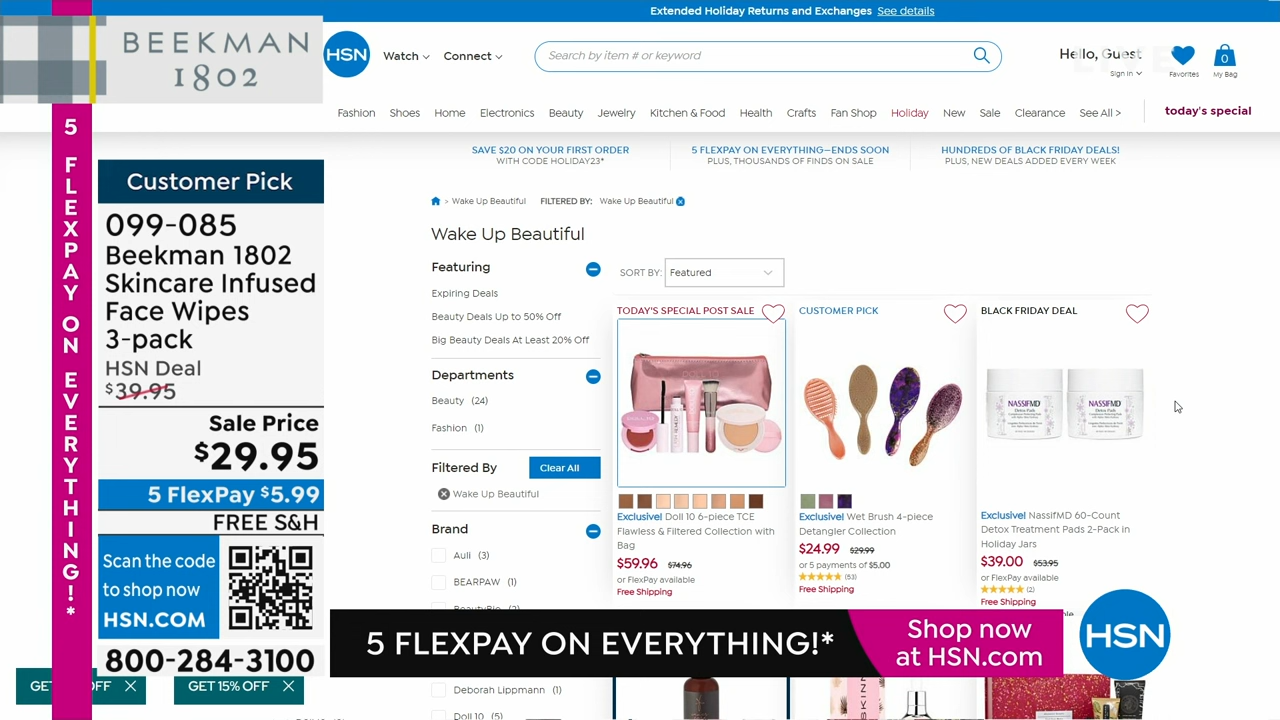 Extended Holiday Returns and Exchanges See details
BEEKMAN
1802
HSN
Watch
Connect
Search by item # or keyword
Hello, Guest
Sign in
Favorites
0
My Bag
Fashion Shoes Home Electronics Beauty Jewelry Kitchen & Food Health Crafts Fan Shop Holiday New Sale Clearance See All >
today's special
SAVE $20 ON YOUR FIRST ORDER
WITH CODE HOLIDAY23*
5 FLEXPAY ON EVERYTHING—ENDS SOON
PLUS, THOUSANDS OF FINDS ON SALE
HUNDREDS OF BLACK FRIDAY DEALS!
PLUS, NEW DEALS ADDED EVERY WEEK
5 FLEXPAY ON EVERYTHING!*
Customer Pick
099-085
Beekman 1802
Skincare Infused
Face Wipes
3-pack
HSN Deal
$39.95
Sale Price
$29.95
5 FlexPay $5.99
FREE S&H
Scan the code
to shop now
HSN.COM
800-284-3100
GET
OFF
GET 15% OFF
> Wake Up Beautiful FILTERED BY: Wake Up Beautiful
Wake Up Beautiful
Featuring
Expiring Deals
Beauty Deals Up to 50% Off
Big Beauty Deals At Least 20% Off
Departments
Beauty (24)
Fashion (1)
Filtered By
Clear All
Wake Up Beautiful
Brand
Auli (3)
BEARPAW (1)
BeautyBio (2)
Deborah Lippmann (1)
Doll 10 (5)
SORT BY: Featured
TODAY'S SPECIAL POST SALE
Exclusive! Doll 10 6-piece TCE
Flawless & Filtered Collection with
Bag
$59.96 $74.96
or FlexPay available
Free Shipping
CUSTOMER PICK
Exclusive! Wet Brush 4-piece
Detangler Collection
$24.99 $29.99
or 5 payments of $5.00
(53)
Free Shipping
BLACK FRIDAY DEAL
NASSIFMD
Detox Pads
NASSIFMD
Detox Pads
Exclusive! NassifMD 60-Count
Detox Treatment Pads 2-Pack in
Holiday Jars
$39.00 $53.95
or FlexPay available
(2)
Free Shipping
5 FLEXPAY ON EVERYTHING!*
Shop now
at HSN.com
HSN